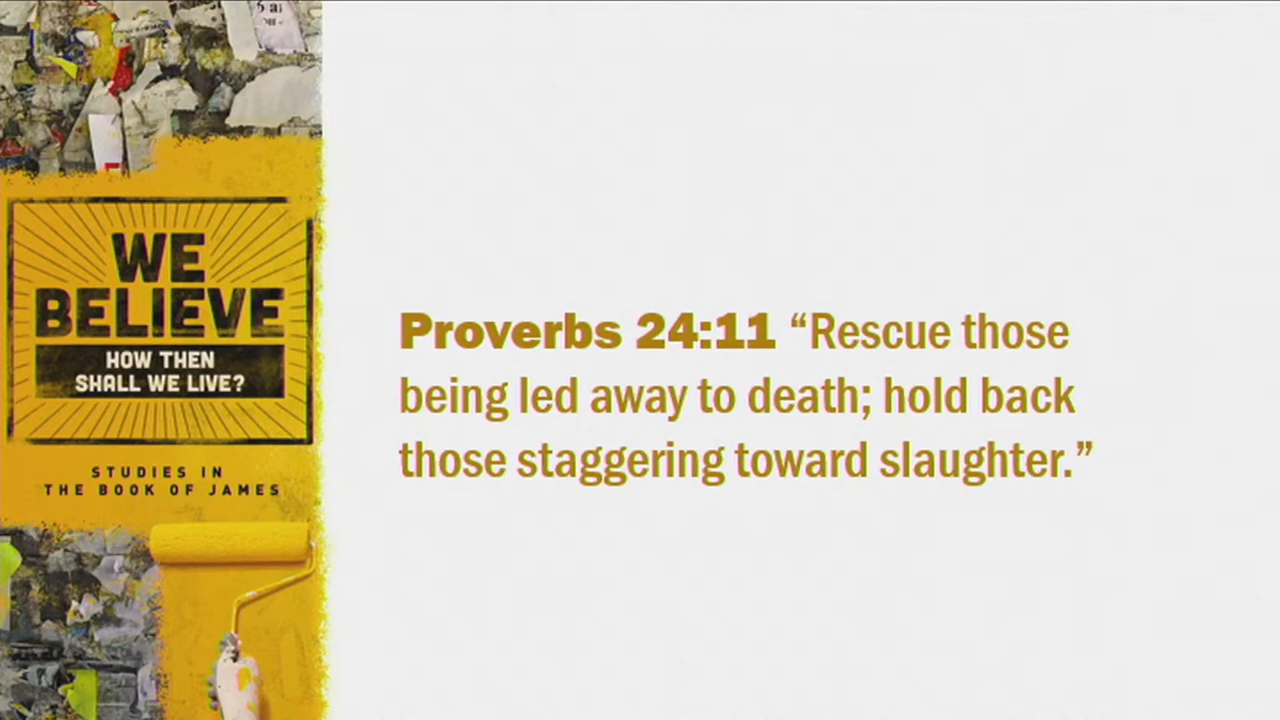 WE
BELIEVE
HOW THEN
SHALL WE LIVE?
STUDIES IN
THE BOOK OF JAMES
Proverbs 24:11 “Rescue those
being led away to death; hold back
those staggering toward slaughter.”